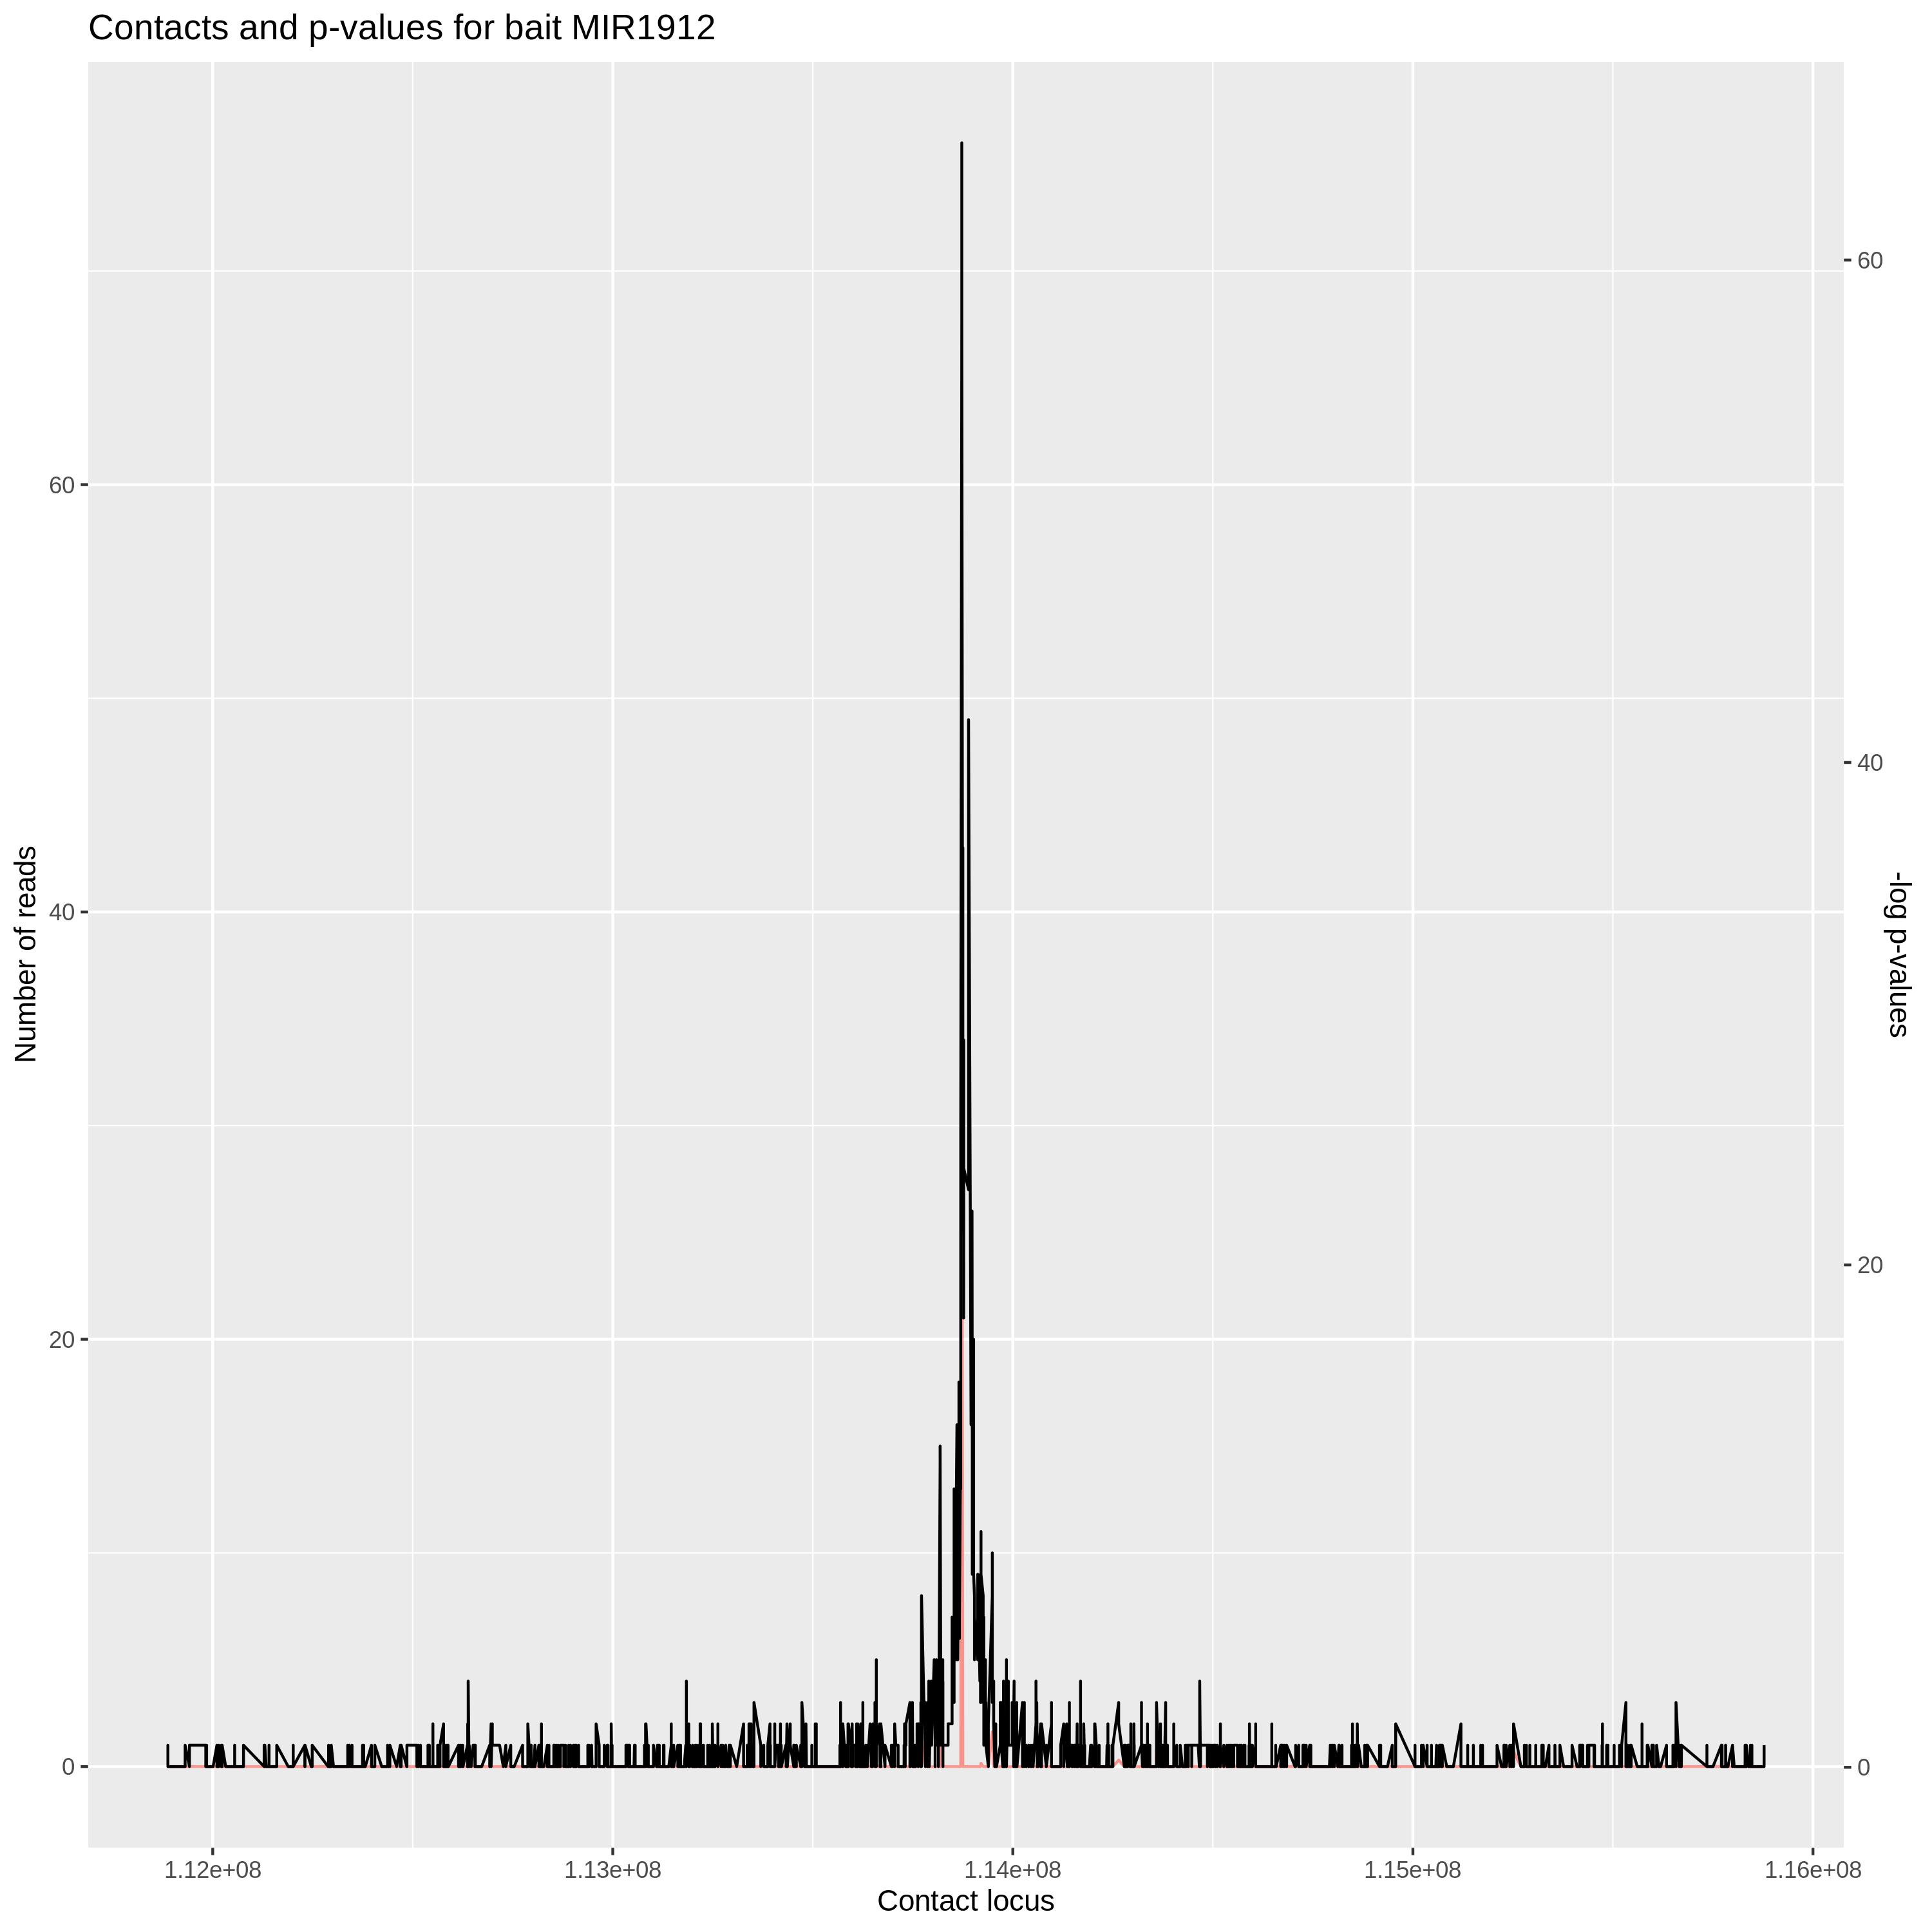 Contacts and p-values for bait MIR1912
60
40
20
0
Number of reads
60
40
20
0
-log p-values
1.12e+08
1.13e+08
1.14e+08
1.15e+08
1.16e+08
Contact locus